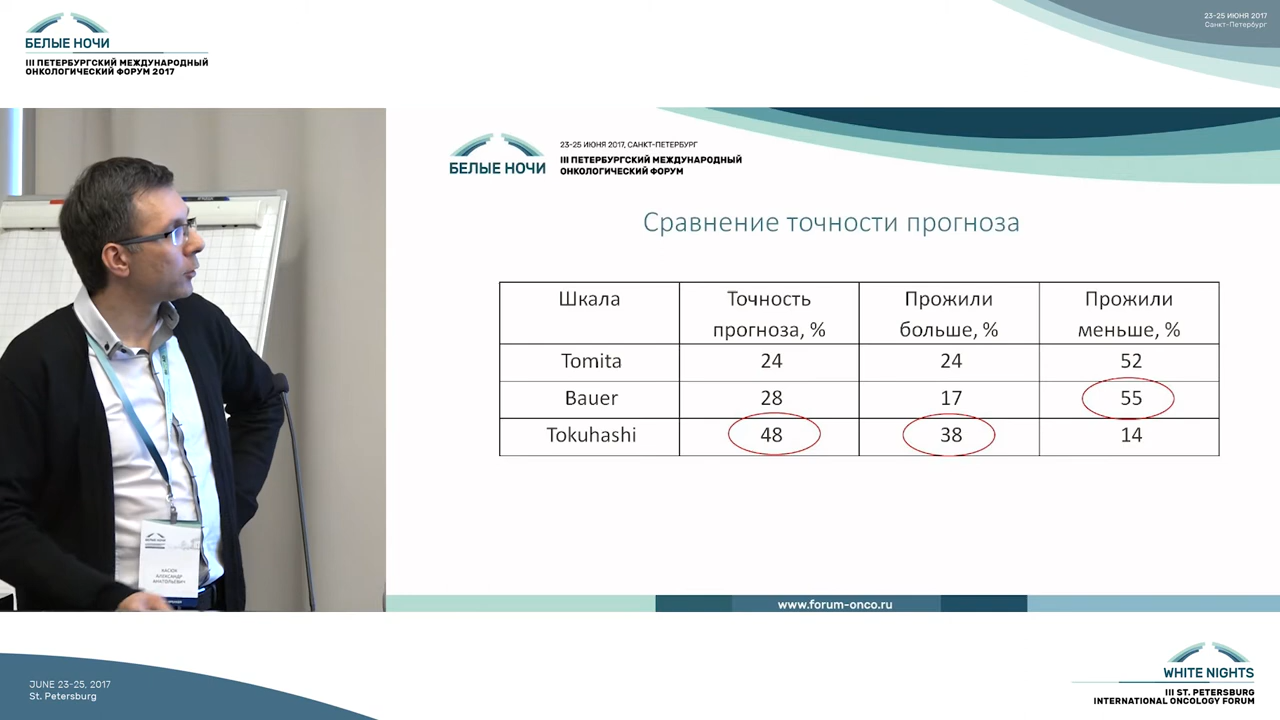 БЕЛЫЕ НОЧИ
III ПЕТЕРБУРГСКИЙ МЕЖДУНАРОДНЫЙ
ОНКОЛОГИЧЕСКИЙ ФОРУМ 2017
23-25 ИЮНЯ 2017
Санкт-Петербург
БЕЛЫЕ НОЧИ
23-25 ИЮНЯ 2017, САНКТ-ПЕТЕРБУРГ
III ПЕТЕРБУРГСКИЙ МЕЖДУНАРОДНЫЙ
ОНКОЛОГИЧЕСКИЙ ФОРУМ
Сравнение точности прогноза
Шкала Точность прогноза, % Прожили больше, % Прожили меньше, %
Tomita 24 24 52
Bauer 28 17 55
Tokuhashi 48 38 14
www.forum-onco.ru
АЛЕКСАНДР
АНАТОЛЬЕВИЧ
JUNE 23-25, 2017
St. Petersburg
WHITE NIGHTS
III ST. PETERSBURG
INTERNATIONAL ONCOLOGY FORUM